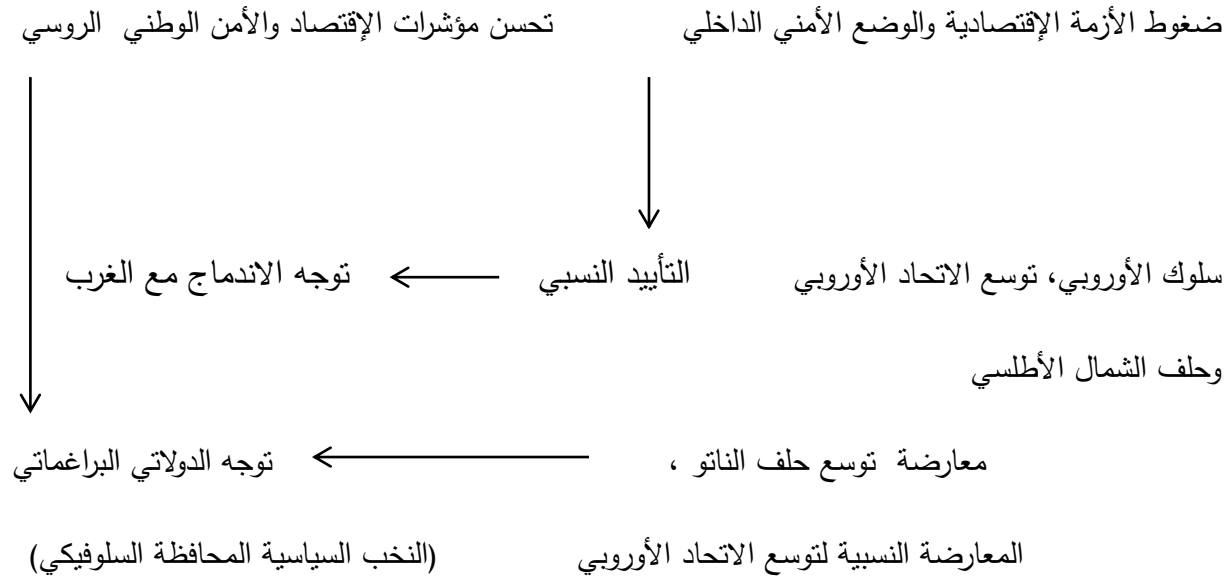 ضغوط الأزمة الإقتصادية والوضع الأمني الداخلي تحسن مؤشرات الإقتصاد والأمن الوطني الروسي
سلوك الأوروبي، توسع الاتحاد الأوروبي التأييد النسبي توجه الاندماج مع الغرب
وحلف الشمال الأطلسي
معارضة توسع حلف الناتو ، توجه الدولاتي البراغماتي
المعارضة النسبية لتوسع الاتحاد الأوروبي (النخب السياسية المحافظة السلوفيكي)